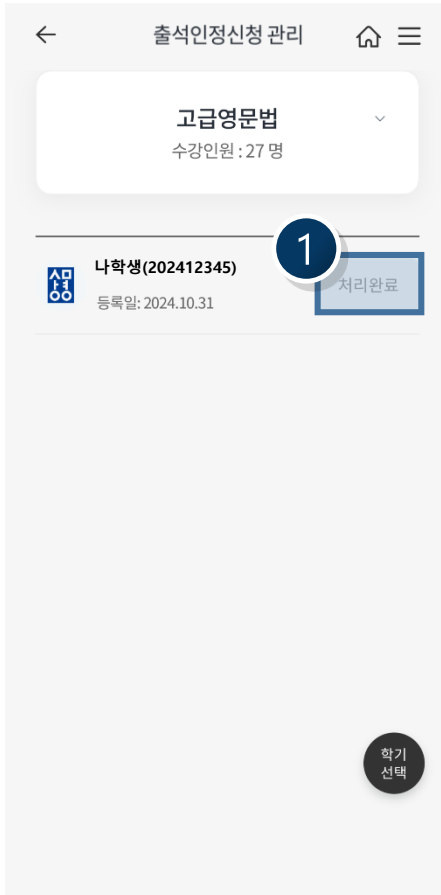 출석인정신청 관리
고급영문법
수강인원 : 27 명
1
상명
나학생(202412345)
처리완료
등록일: 2024.10.31
학기
선택